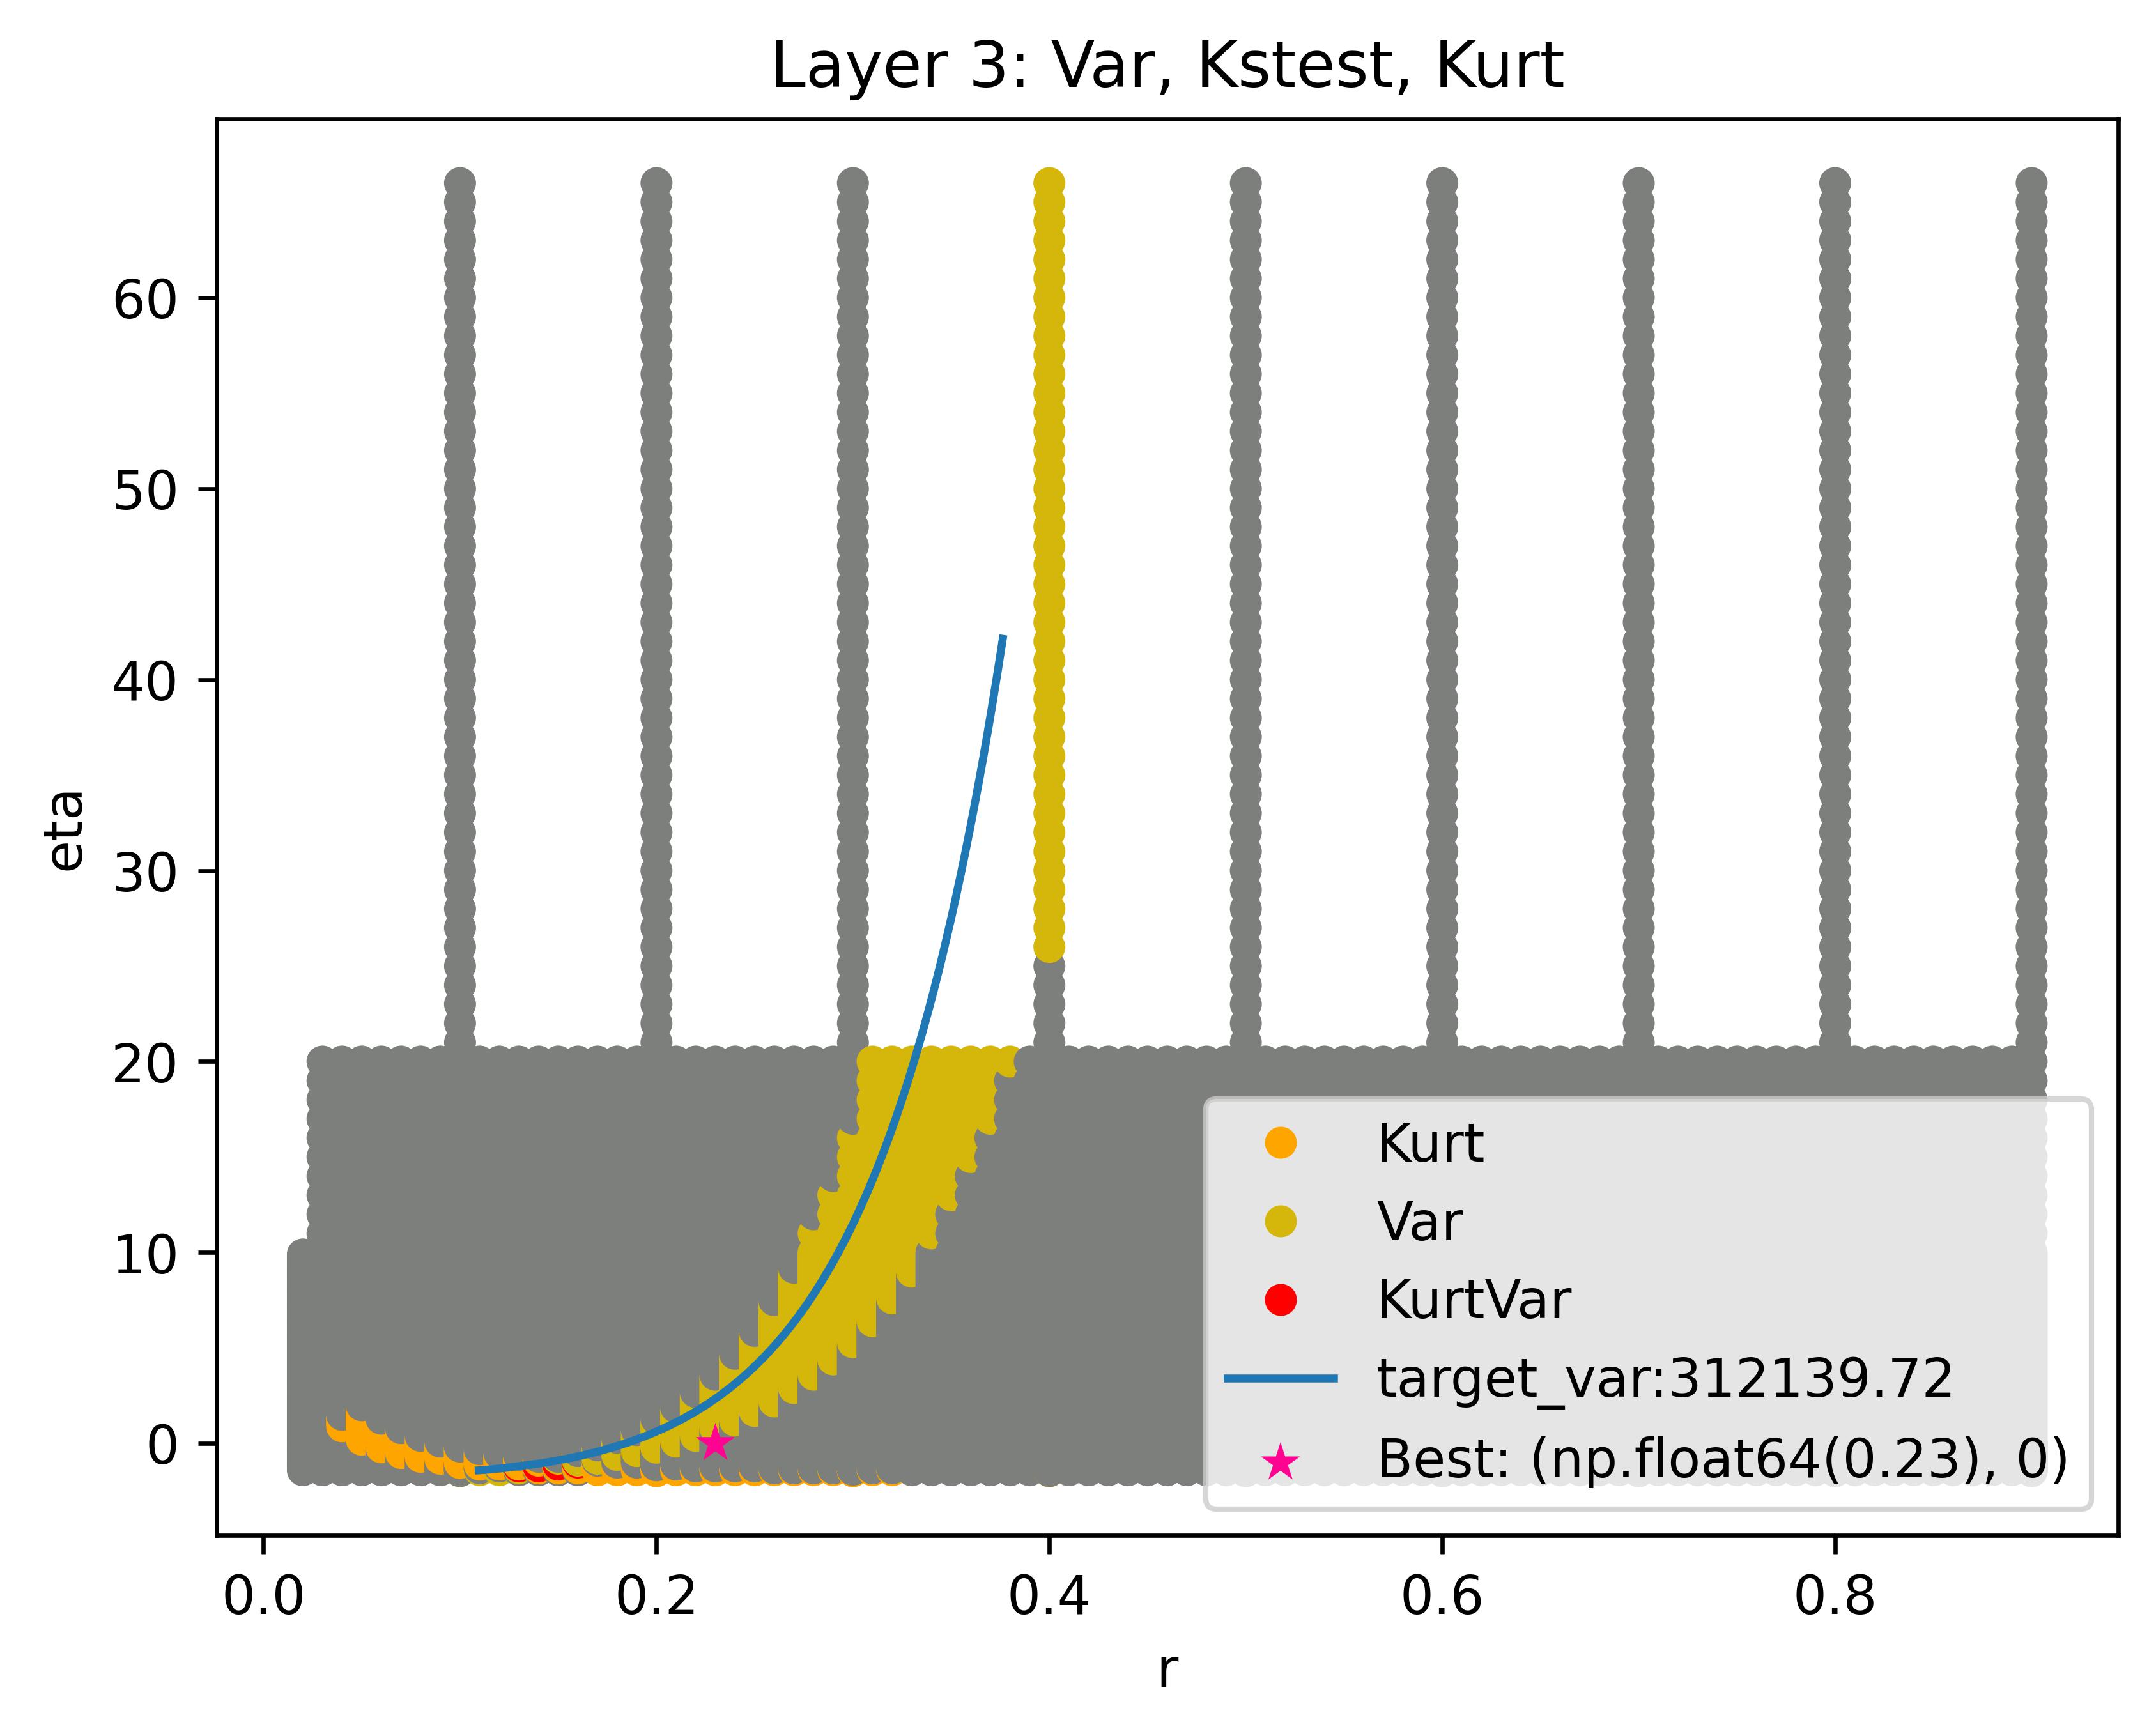 Layer 3: Var, Kstest, Kurt
60
50
40
30
20
10
0
eta
0.0 0.2 0.4 0.6 0.8
r
Kurt
Var
KurtVar
target_var:312139.72
Best: (np.float64(0.23), 0)